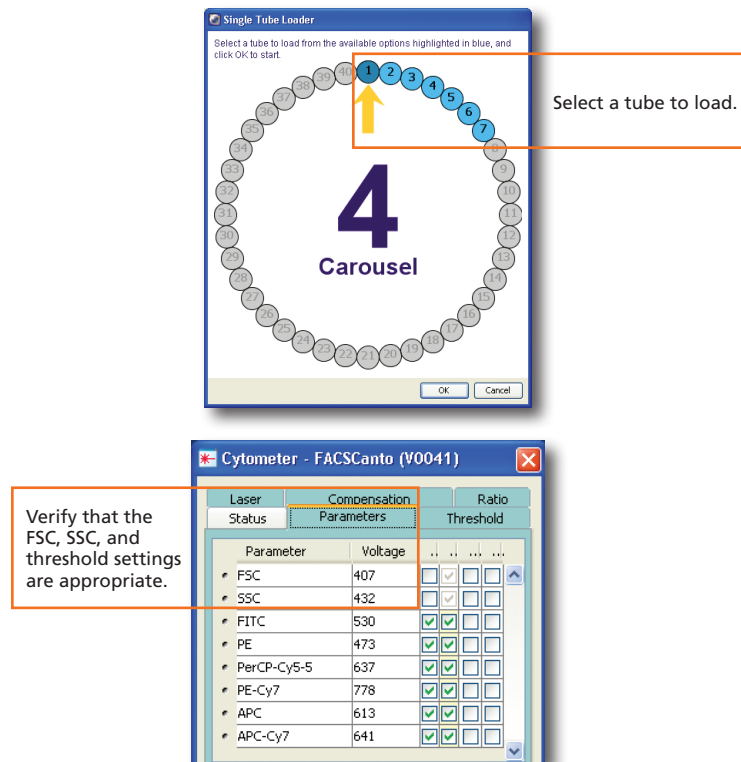 Single Tube Loader
Select a tube to load from the available options highlighted in blue, and
click OK to start.
1
2
3
4
5
6
7
8
9
10
11
12
13
14
15
16
17
18
19
20
21
22
23
24
25
26
27
28
29
30
31
32
33
34
35
36
37
38
39
40
4
Carousel
OK Cancel
Select a tube to load.
Cytometer - FACSCanto (V0041)
Laser Compensation Ratio
Status Parameters Threshold
Parameter Voltage .. .. ... ...
FSC 407
SSC 432
FITC 530
PE 473
PerCP-Cy5-5 637
PE-Cy7 778
APC 613
APC-Cy7 641
Verify that the
FSC, SSC, and
threshold settings
are appropriate.